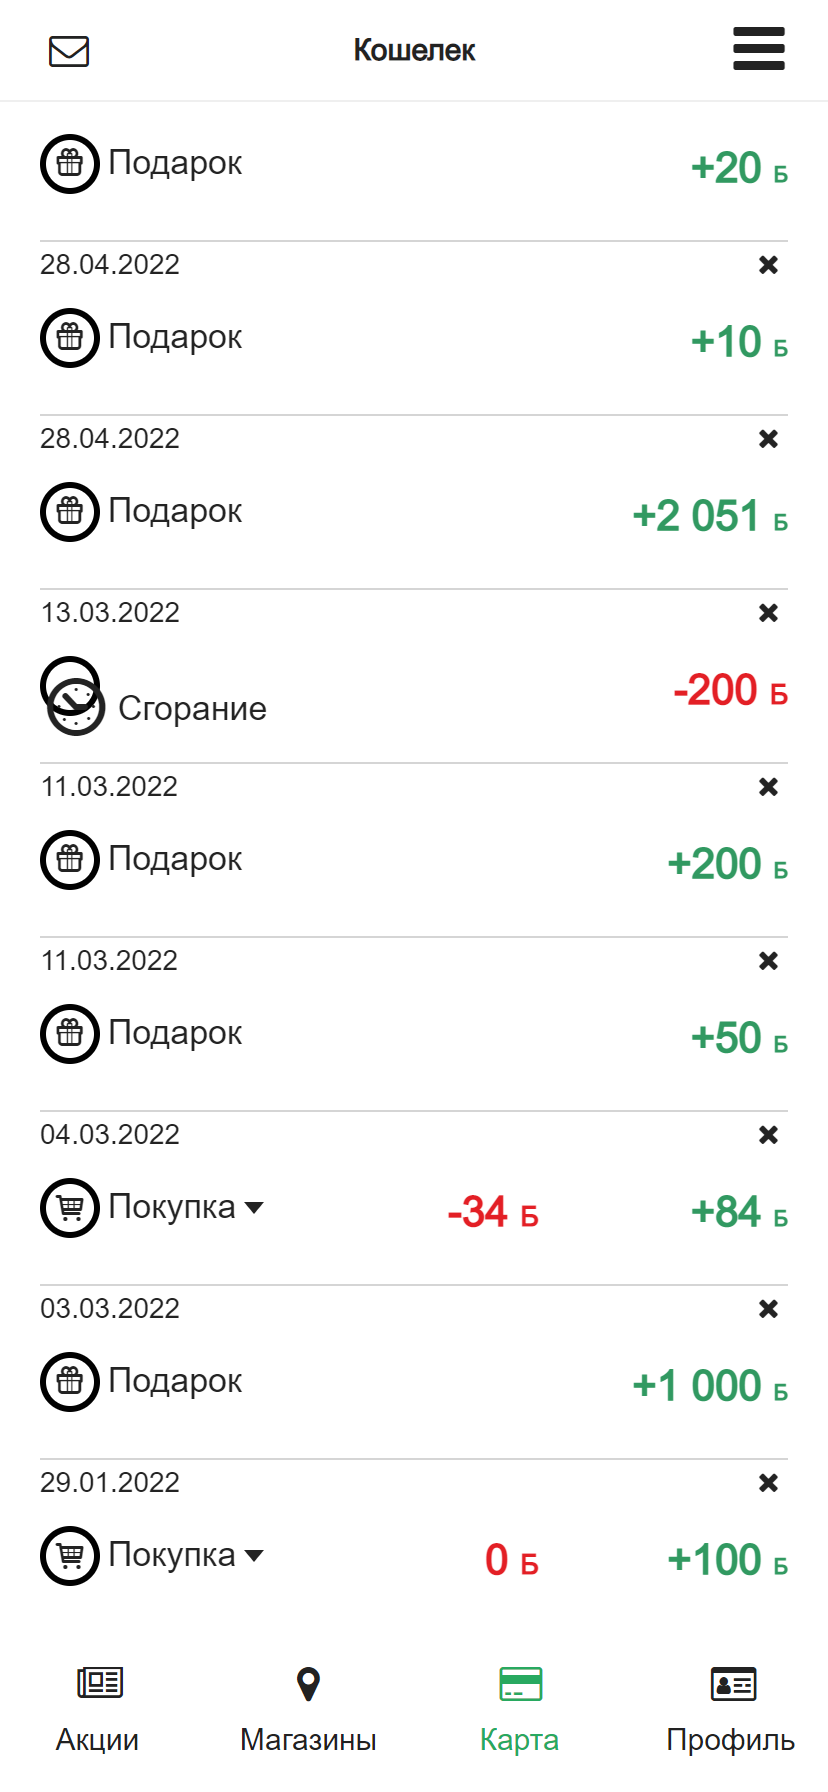 Кошелек
Подарок +20 Б
28.04.2022
Подарок +10 Б
28.04.2022
Подарок +2 051 Б
13.03.2022
Сгорание -200 Б
11.03.2022
Подарок +200 Б
11.03.2022
Подарок +50 Б
04.03.2022
Покупка -34 Б +84 Б
03.03.2022
Подарок +1 000 Б
29.01.2022
Покупка 0 Б +100 Б
Акции Магазины Карта Профиль